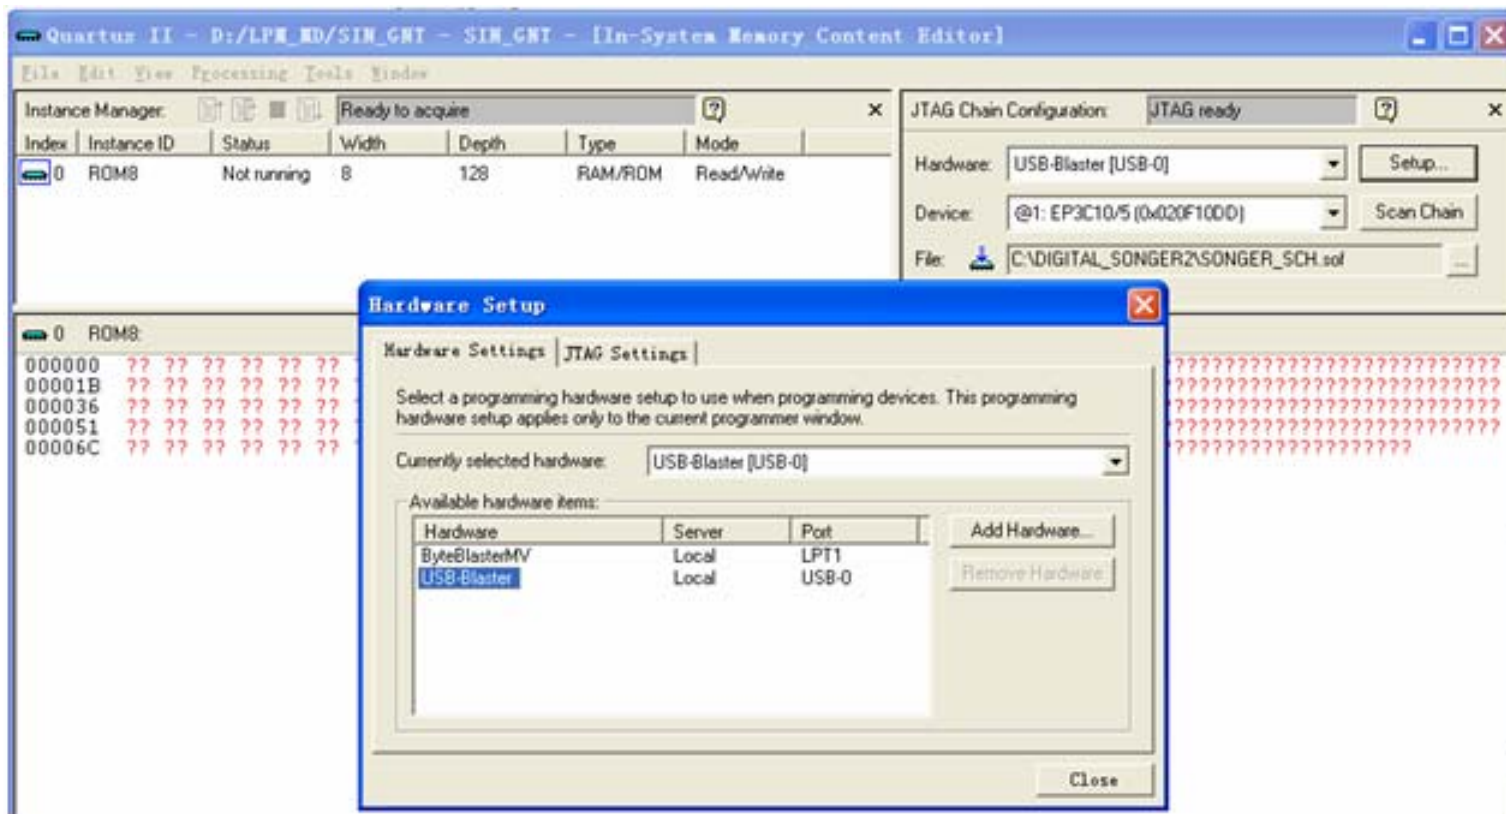 Quartus II - D:/LPM_MD/SIN_GNT - SIN_GNT - [In-System Memory Content Editor]
File Edit View Processing Tools Window
Instance Manager: Ready to acquire
Index Instance ID Status Width Depth Type Mode
0 ROM8 Not running 8 128 RAM/ROM Read/Write
JTAG Chain Configuration: JTAG ready
Hardware: USB-Blaster [USB-0] Setup...
Device: @1: EP3C10/5 (0x020F10DD) Scan Chain
File: C:\DIGITAL_SONGER2\SONGER_SCH.sof ...
0 ROM8:
000000 ?? ?? ?? ?? ?? ??
00001B ?? ?? ?? ?? ?? ??
000036 ?? ?? ?? ?? ?? ??
000051 ?? ?? ?? ?? ?? ??
00006C ?? ?? ?? ?? ?? ??
Hardware Setup
Hardware Settings JTAG Settings
Select a programming hardware setup to use when programming devices. This programming
hardware setup applies only to the current programmer window.
Currently selected hardware: USB-Blaster [USB-0]
Available hardware items:
Hardware Server Port
ByteBlasterMV Local LPT1
USB-Blaster Local USB-0
Add Hardware...
Remove Hardware
Close